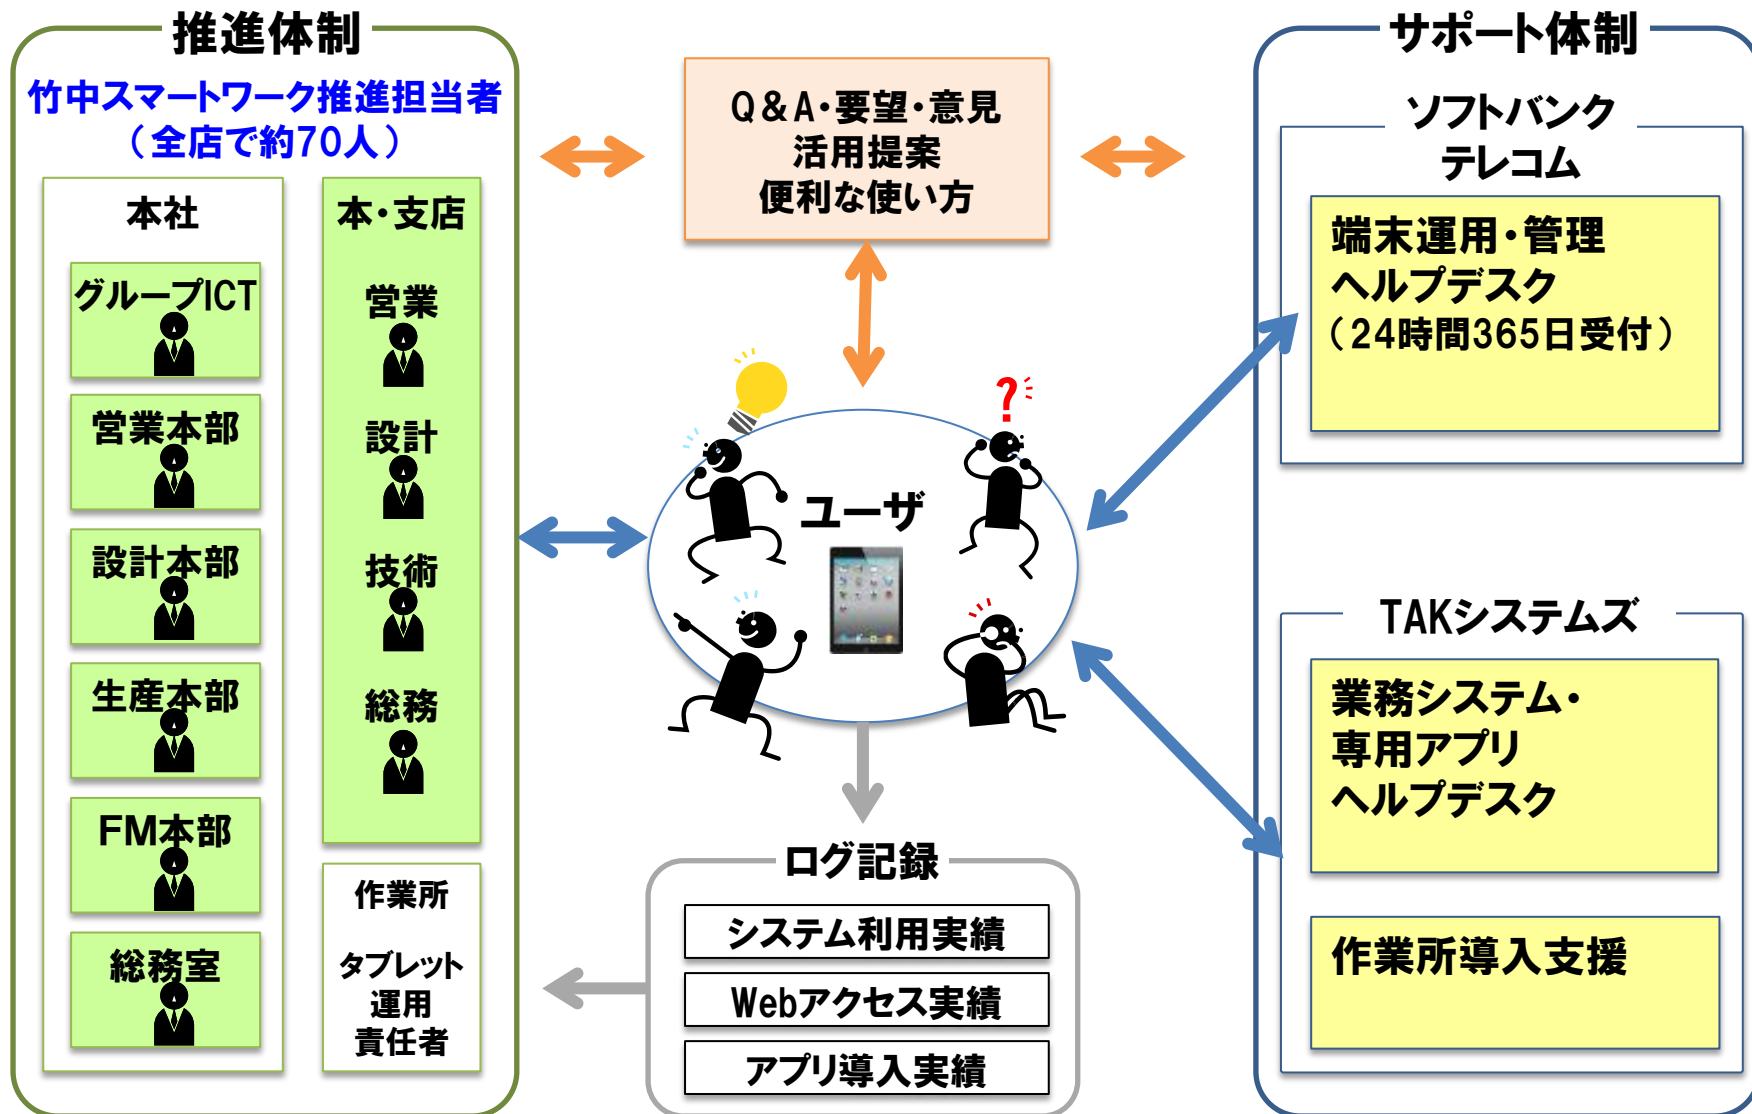 推進体制
竹中スマートワーク推進担当者
（全店で約70人）
本社
グループICT
営業本部
設計本部
生産本部
FM本部
総務室
本・支店
営業
設計
技術
総務
作業所
タブレット
運用
責任者
Q&A・要望・意見
活用提案
便利な使い方
?
ユーザ
ログ記録
システム利用実績
Webアクセス実績
アプリ導入実績
サポート体制
ソフトバンク
テレコム
端末運用・管理
ヘルプデスク
（24時間365日受付）
TAKシステムズ
業務システム・
専用アプリ
ヘルプデスク
作業所導入支援